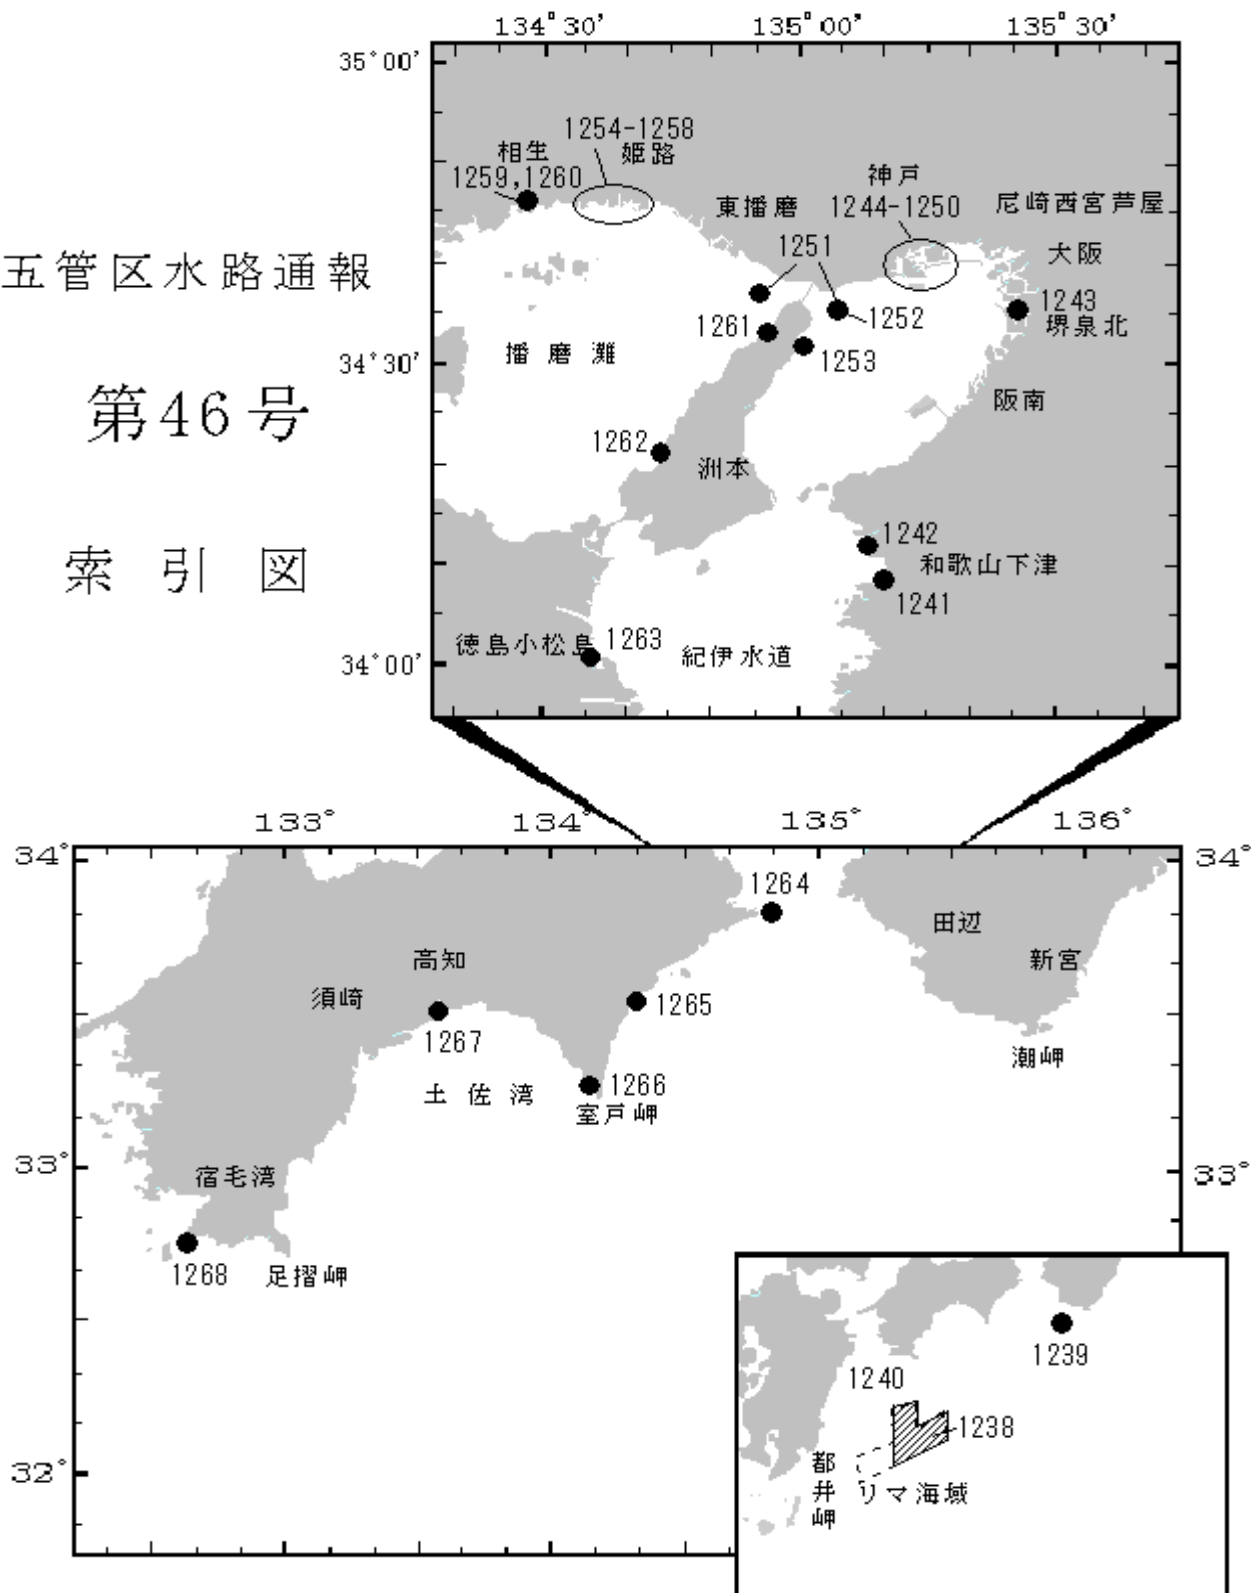 五管区水路通報
第46号
索引図
134°30' 135°00' 135°30'
35°00'
34°30'
34°00'
1254-1258
相生 姫路
1259,1260
神戸
東播磨 1244-1250 尼崎西宮芦屋
1251 大阪
1243
1252 堺泉北
1261
播磨灘 1253
阪南
1262
洲本
1242
和歌山下津
1241
徳島小松島 1263
紀伊水道
133° 134° 135° 136°
34° 34°
1264
田辺
高知 新宮
須崎 1265
1267 潮岬
土佐湾 1266
室戸岬
33° 33°
宿毛湾
1268 足摺岬
32°
1239
1240
1238
都井岬
リマ海域